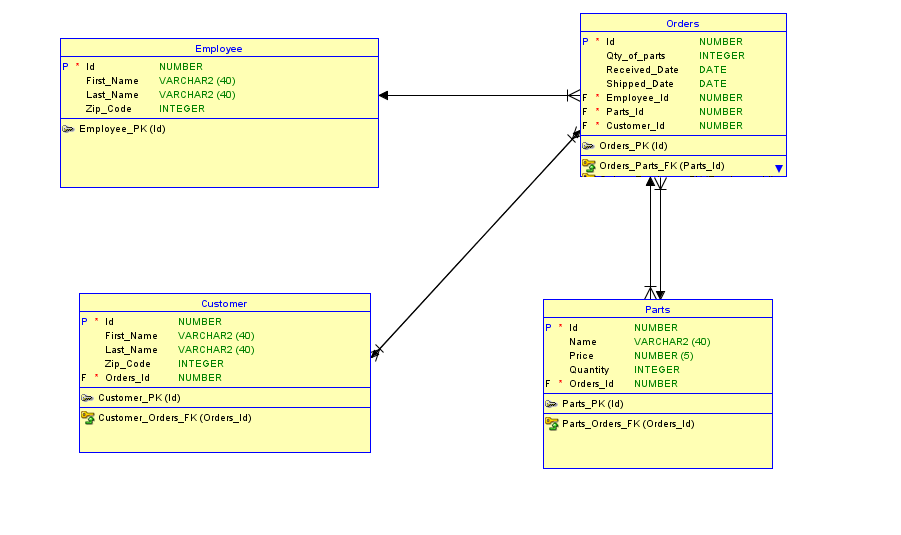 Employee
P * Id NUMBER
First_Name VARCHAR2 (40)
Last_Name VARCHAR2 (40)
Zip_Code INTEGER
Employee_PK (Id)
Orders
P * Id NUMBER
Qty_of_parts INTEGER
Received_Date DATE
Shipped_Date DATE
F * Employee_Id NUMBER
F * Parts_Id NUMBER
F * Customer_Id NUMBER
Orders_PK (Id)
Orders_Parts_FK (Parts_Id)
Customer
P * Id NUMBER
First_Name VARCHAR2 (40)
Last_Name VARCHAR2 (40)
Zip_Code INTEGER
F * Orders_Id NUMBER
Customer_PK (Id)
Customer_Orders_FK (Orders_Id)
Parts
P * Id NUMBER
Name VARCHAR2 (40)
Price NUMBER (5)
Quantity INTEGER
F * Orders_Id NUMBER
Parts_PK (Id)
Parts_Orders_FK (Orders_Id)